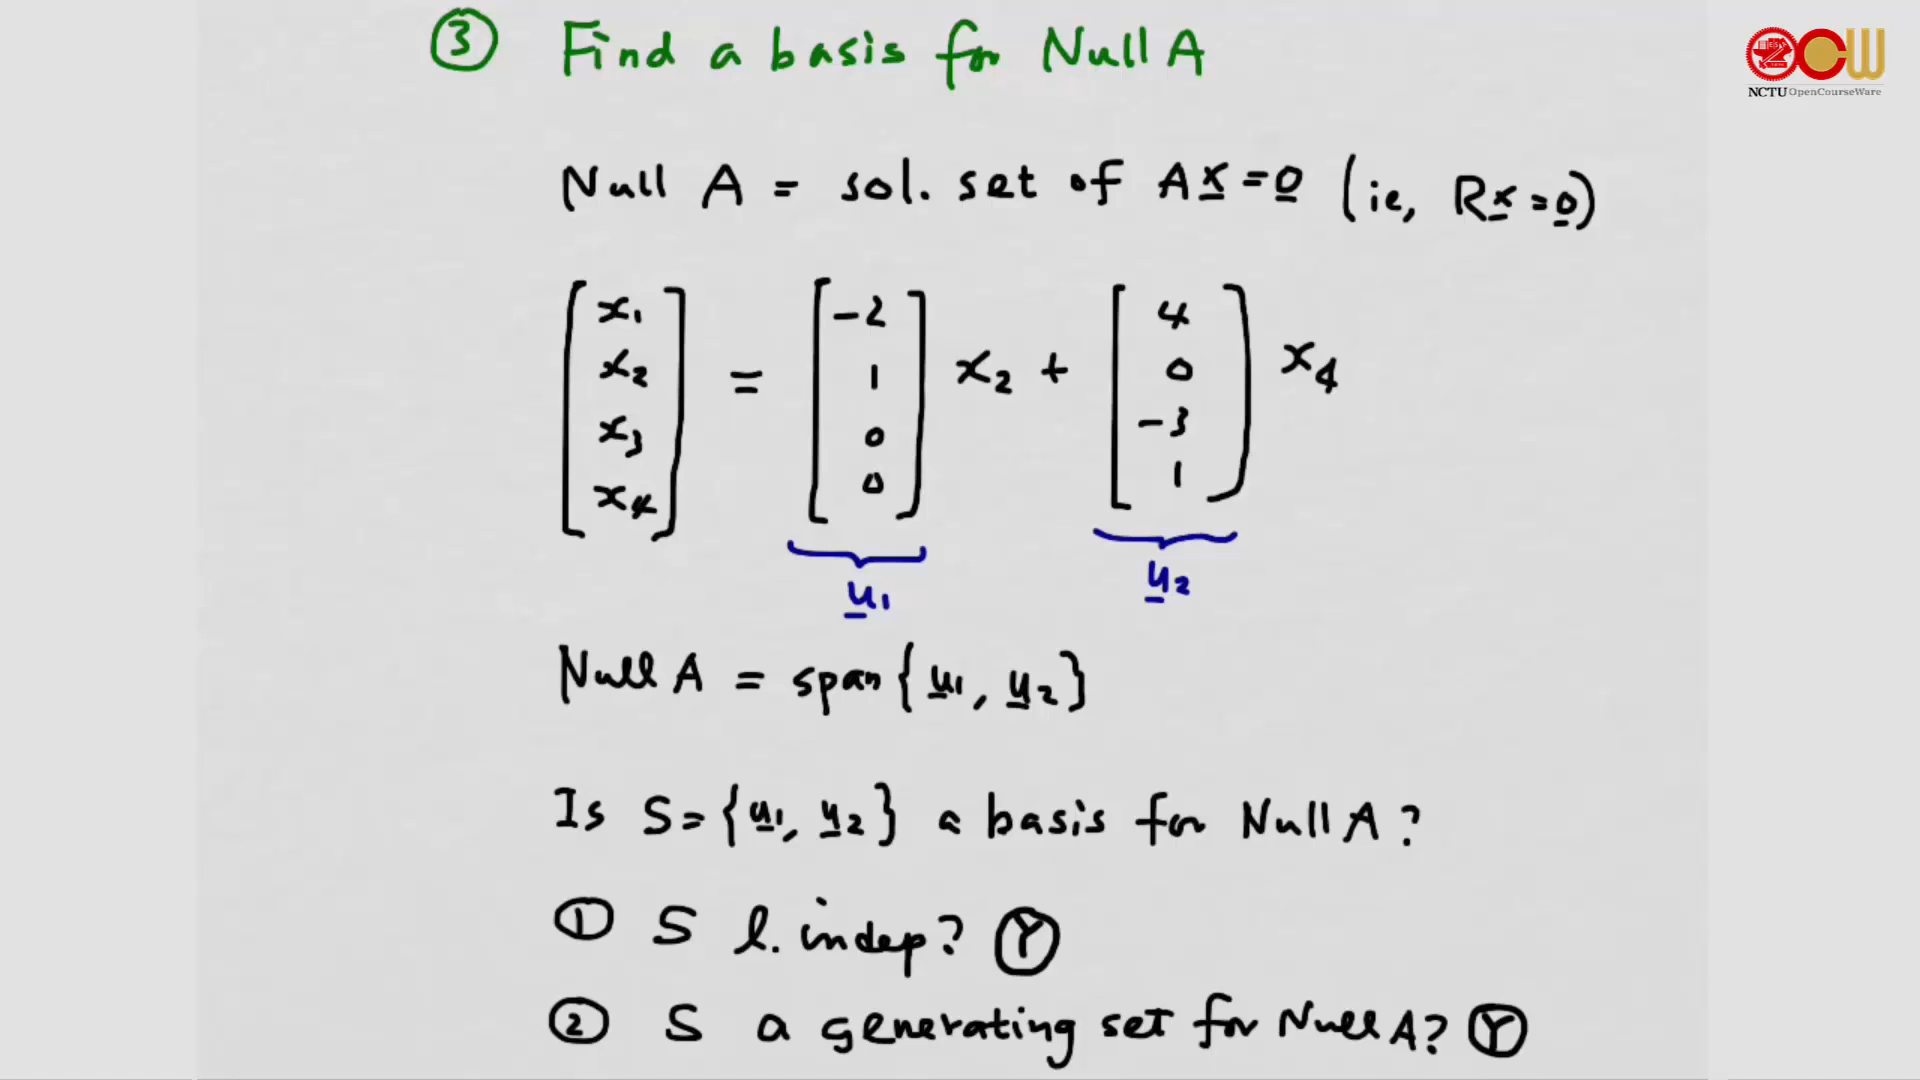 ③ Find a basis for Null A
NCTU OpenCourseWare
Null A = sol. set of Ax = 0 (ie, Rx = 0)
[x₁ x₂ x₃ x₄] = [-2 1 0 0] x₂ + [4 0 -3 1] x₄
u₁ u₂
Null A = span {u₁, u₂}
Is S = {u₁, u₂} a basis for Null A?
① S l. indep? Ⓨ
② S a generating set for Null A? Ⓨ